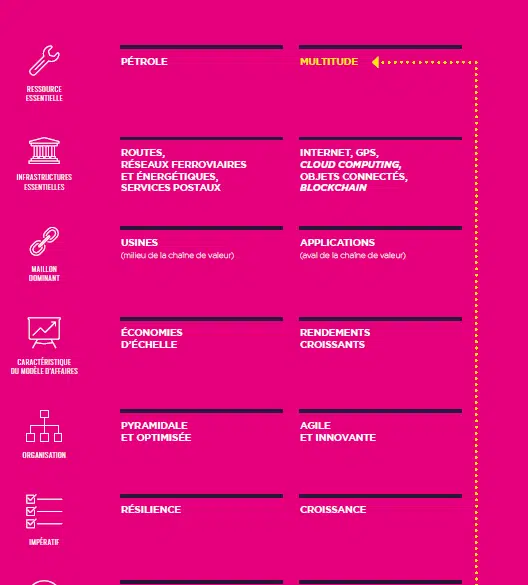 RESSOURCE
ESSENTIELLE
PÉTROLE
MULTITUDE
INFRASTRUCTURES
ESSENTIELLES
ROUTES,
RÉSEAUX FERROVIAIRES
ET ÉNERGÉTIQUES,
SERVICES POSTAUX
INTERNET, GPS,
CLOUD COMPUTING,
OBJETS CONNECTÉS,
BLOCKCHAIN
MAILLON
DOMINANT
USINES
(milieu de la chaîne de valeur)
APPLICATIONS
(aval de la chaîne de valeur)
CARACTÉRISTIQUE
DU MODÈLE D'AFFAIRES
ÉCONOMIES
D'ÉCHELLE
RENDEMENTS
CROISSANTS
ORGANISATION
PYRAMIDALE
ET OPTIMISÉE
AGILE
ET INNOVANTE
IMPÉRATIF
RÉSILIENCE
CROISSANCE